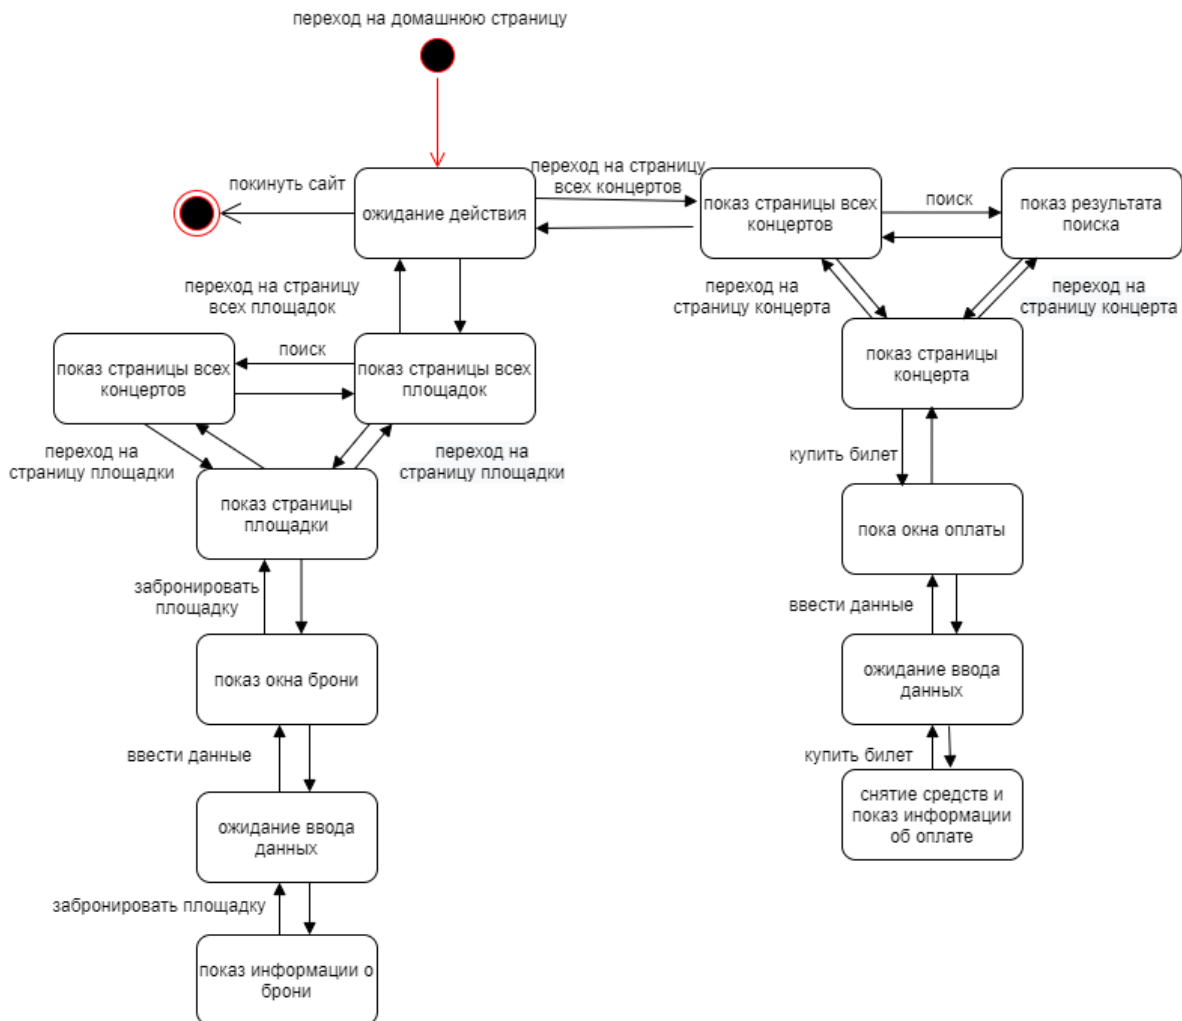 переход на домашнюю страницу
покинуть сайт
ожидание действия
переход на страницу
всех концертов
показ страницы всех
концертов
поиск
показ результата
поиска
переход на страницу
всех площадок
переход на
страницу концерта
переход на
страницу концерта
показ страницы всех
концертов
поиск
показ страницы всех
площадок
показ страницы
концерта
переход на
страницу площадки
переход на
страницу площадки
купить билет
показ страницы
площадки
пока окна оплаты
забронировать
площадку
ввести данные
показ окна брони
ожидание ввода
данных
ввести данные
купить билет
ожидание ввода
данных
снятие средств и
показ информации
об оплате
забронировать площадку
показ информации о
брони